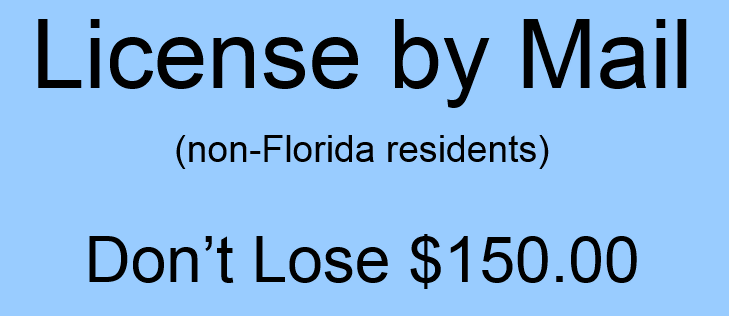 License by Mail
(non-Florida residents)
Don’t Lose $150.00